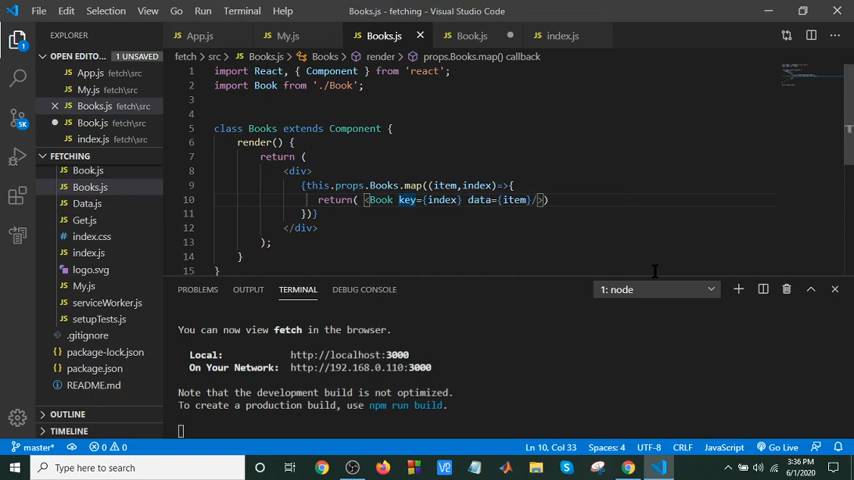 File Edit Selection View Go Run Terminal Help Books.js - fetching - Visual Studio Code
EXPLORER
App.js My.js Books.js Book.js index.js
OPEN EDITO... 1 UNSAVED
fetch > src > Books.js > Books > render > props.Books.map() callback
App.js fetch\src
My.js fetch\src
Books.js fetch\src
Book.js fetch\src
index.js fetch\src
FETCHING
Book.js
Books.js
Data.js
Get.js
index.css
index.js
logo.svg
My.js
serviceWorker.js
setupTests.js
.gitignore
package-lock.json
package.json
README.md
OUTLINE
TIMELINE
5K
1
1 import React, { Component } from 'react';
2 import Book from './Book';
3
4
5 class Books extends Component {
6 render() {
7 return (
8 <div>
9 {this.props.Books.map((item,index)=>{
10 return( <Book key={index} data={item}/>)
11 })}
12 </div>
13 );
14 }
15 }
PROBLEMS OUTPUT TERMINAL DEBUG CONSOLE 1: node
You can now view fetch in the browser.
Local: http://localhost:3000
On Your Network: http://192.168.0.110:3000
Note that the development build is not optimized.
To create a production build, use npm run build.
master* 0 0 Ln 10, Col 33 Spaces: 4 UTF-8 CRLF JavaScript Go Live
Type here to search
3:36 PM
6/1/2020